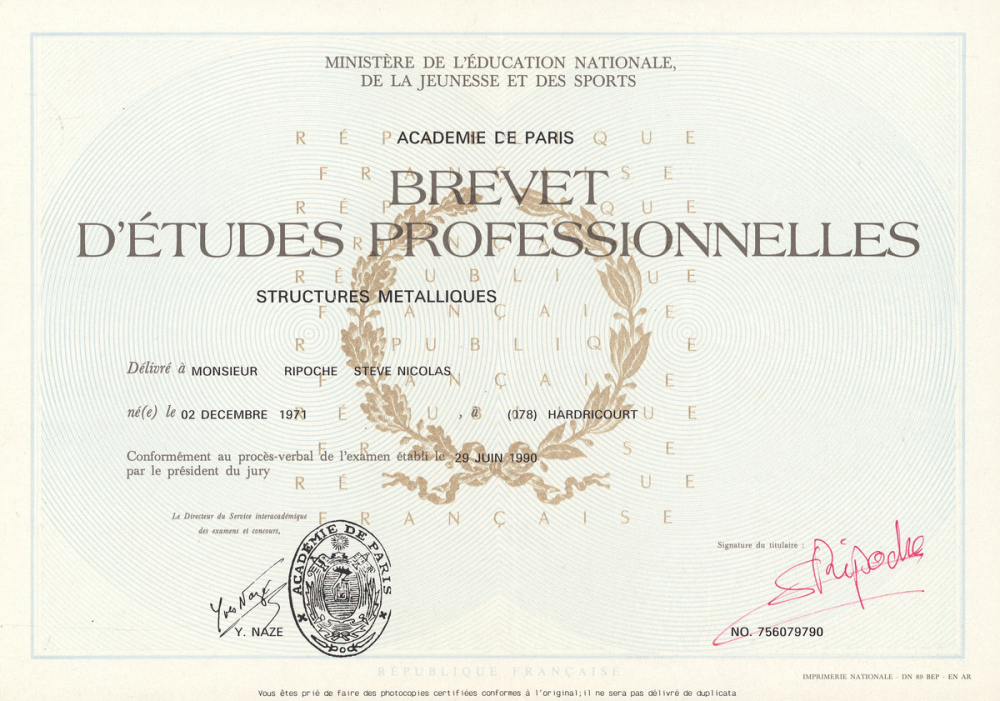 MINISTÈRE DE L'ÉDUCATION NATIONALE,
DE LA JEUNESSE ET DES SPORTS
ACADEMIE DE PARIS
BREVET
D'ÉTUDES PROFESSIONNELLES
STRUCTURES METALLIQUES
Délivré à MONSIEUR RIPOCHE STEVE NICOLAS
né(e) le 02 DECEMBRE 1971 , à (078) HARDRICOURT
Conformément au procès-verbal de l'examen établi le 29 JUIN 1990
par le président du jury
Le Directeur du Service interacadémique
des examens et concours,
ACADÉMIE DE PARIS
Yves Naze
Y. NAZE
Signature du titulaire :
SRipoche
NO. 756079790
RÉPUBLIQUE FRANÇAISE
IMPRIMERIE NATIONALE - DN 89 BEP - EN AR
Vous êtes prié de faire des photocopies certifiées conformes à l'original;il ne sera pas délivré de duplicata